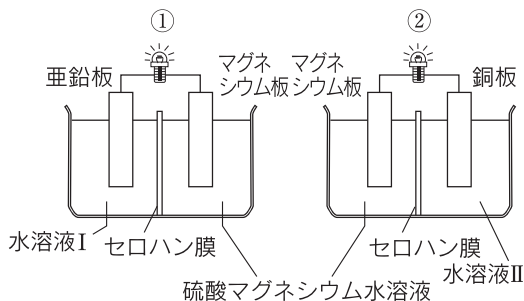 ①
亜鉛板
マグネ
シウム板
水溶液Ⅰ
セロハン膜
②
マグネ
シウム板
銅板
セロハン膜
水溶液Ⅱ
硫酸マグネシウム水溶液